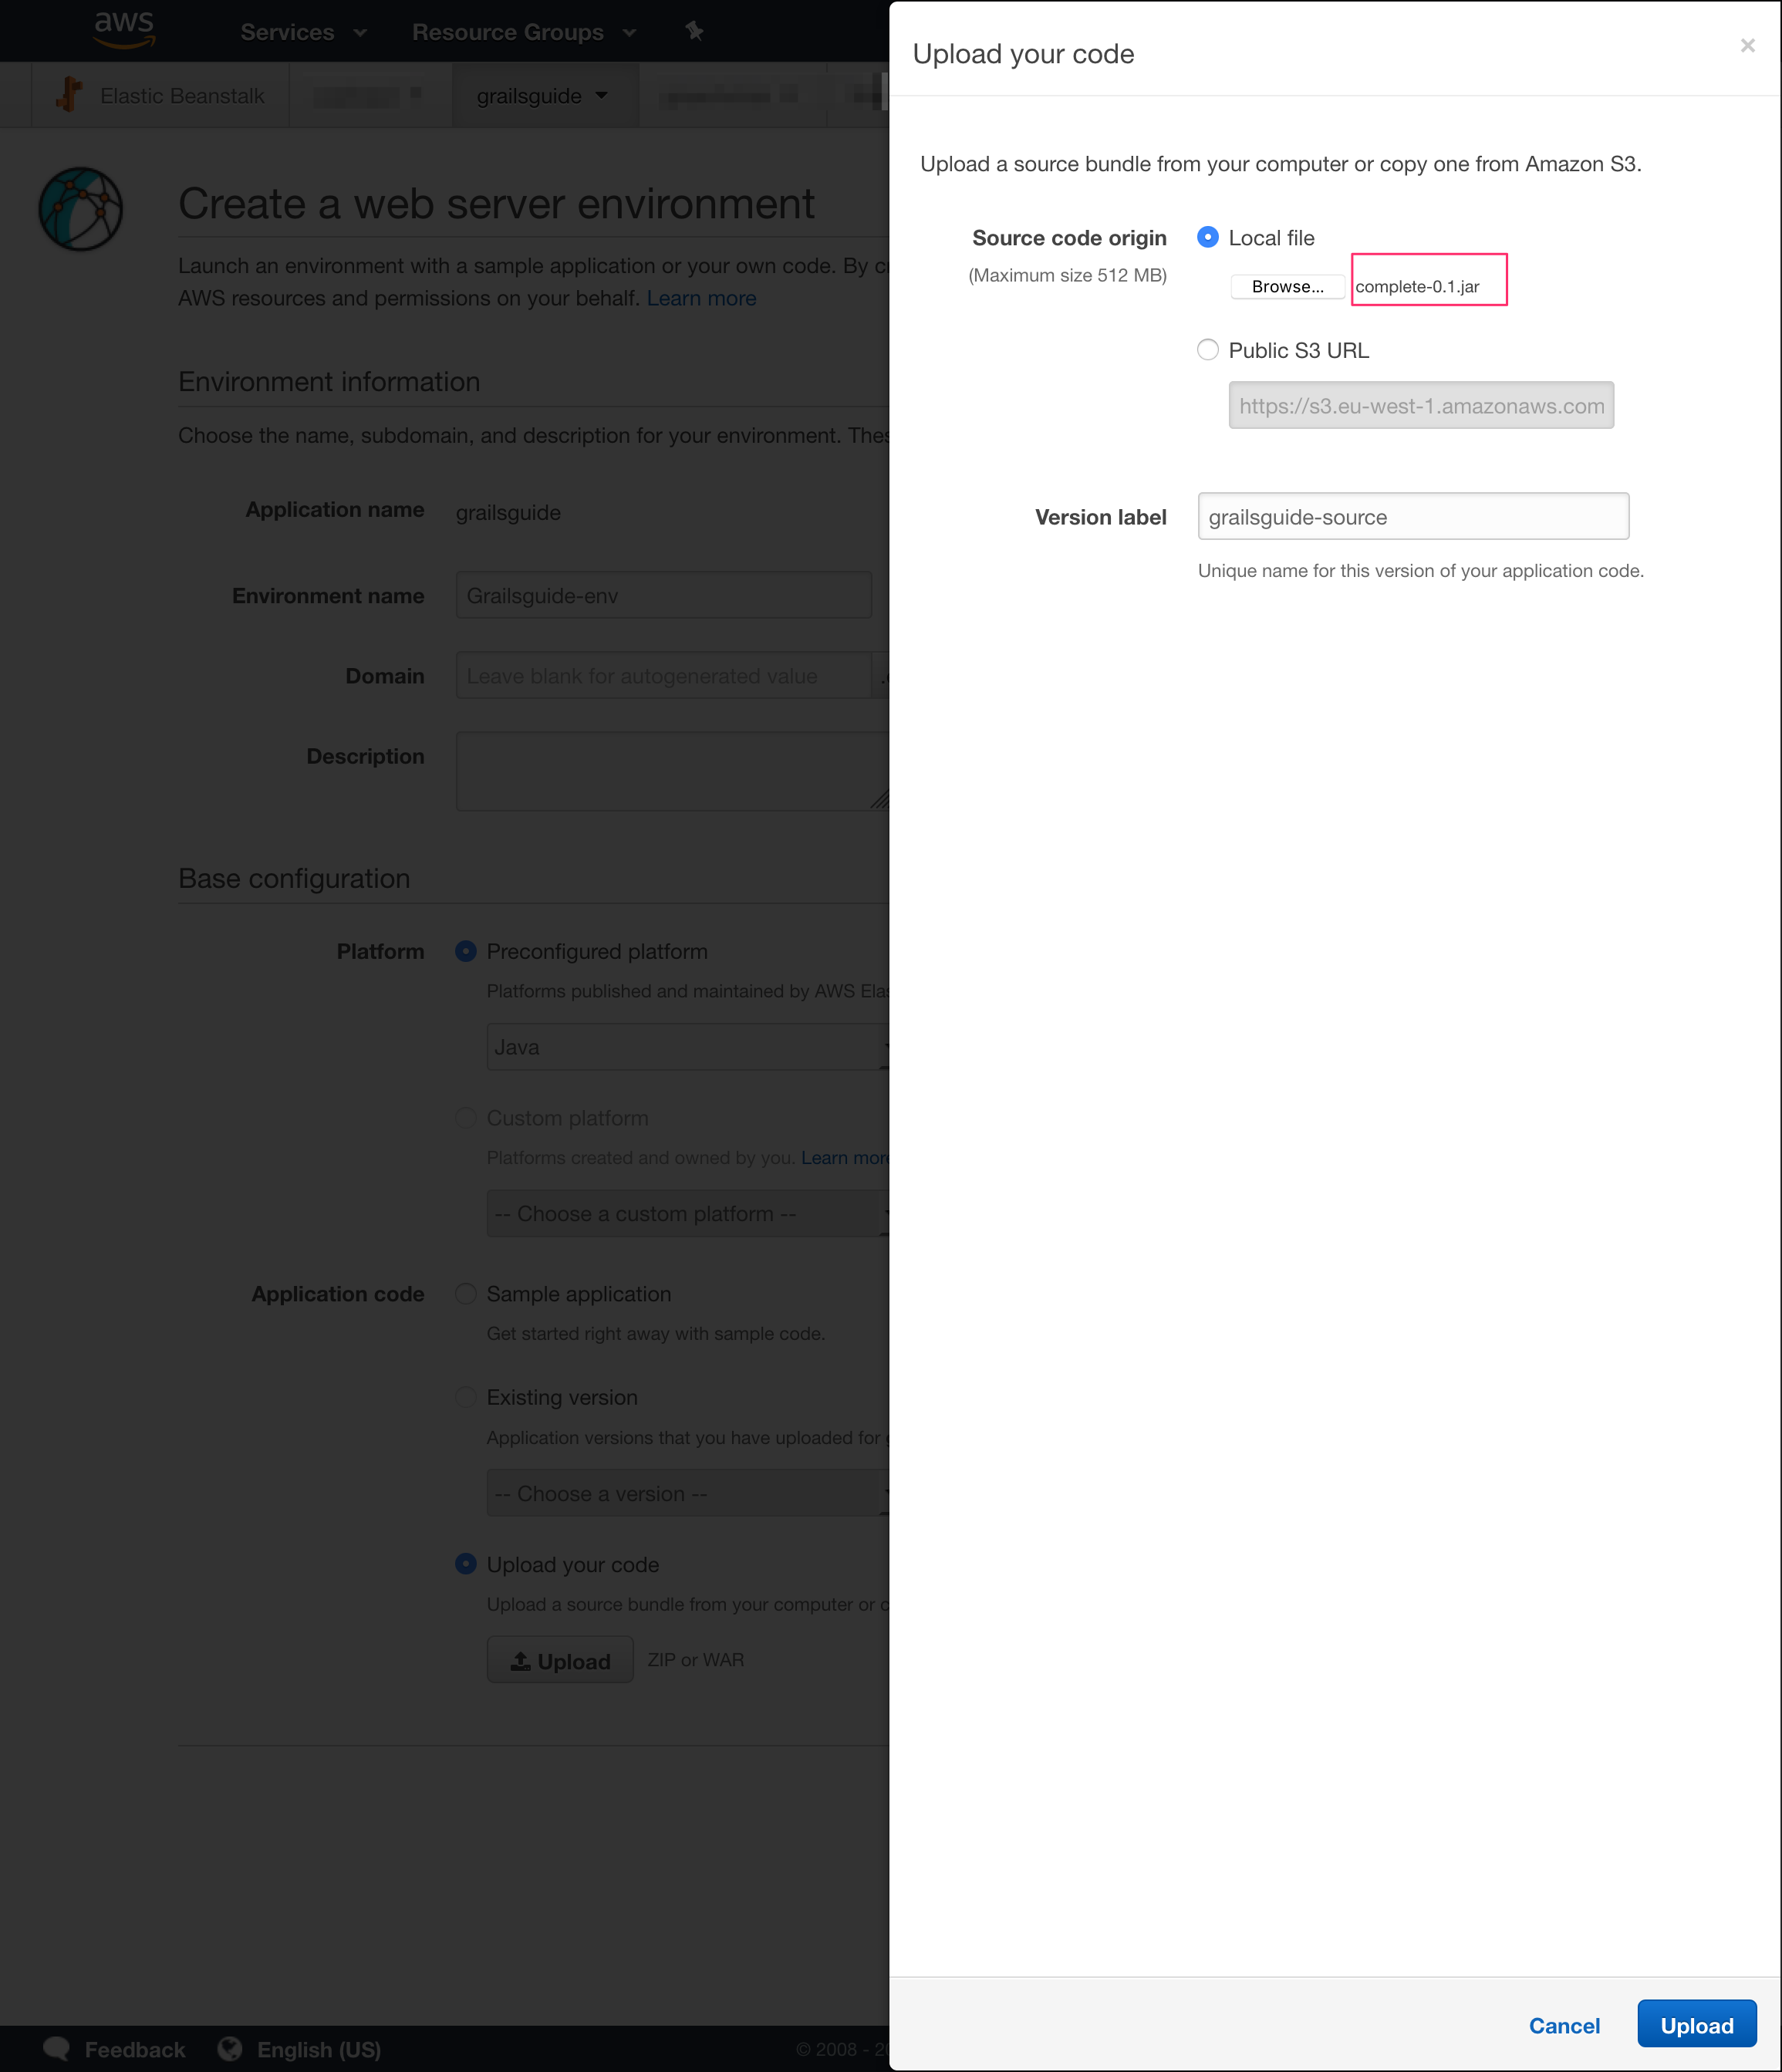 aws
Services
Resource Groups
Elastic Beanstalk
grailsguide
Create a web server environment
Launch an environment with a sample application or your own code. By
AWS resources and permissions on your behalf. Learn more
Environment information
Choose the name, subdomain, and description for your environment.
Application name
grailsguide
Environment name
Grailsguide-env
Domain
Leave blank for autogenerated value
Description
Base configuration
Platform
Preconfigured platform
Platforms published and maintained by AWS
Java
Custom platform
Platforms created and owned by you. Learn more
-- Choose a custom platform --
Application code
Sample application
Get started right away with sample code.
Existing version
Application versions that you have uploaded for
-- Choose a version --
Upload your code
Upload a source bundle from your computer or
Upload
ZIP or WAR
Feedback
English (US)
© 2008 -
Upload your code
×
Upload a source bundle from your computer or copy one from Amazon S3.
Source code origin
(Maximum size 512 MB)
Local file
Browse...
complete-0.1.jar
Public S3 URL
https://s3.eu-west-1.amazonaws.com
Version label
grailsguide-source
Unique name for this version of your application code.
Cancel
Upload